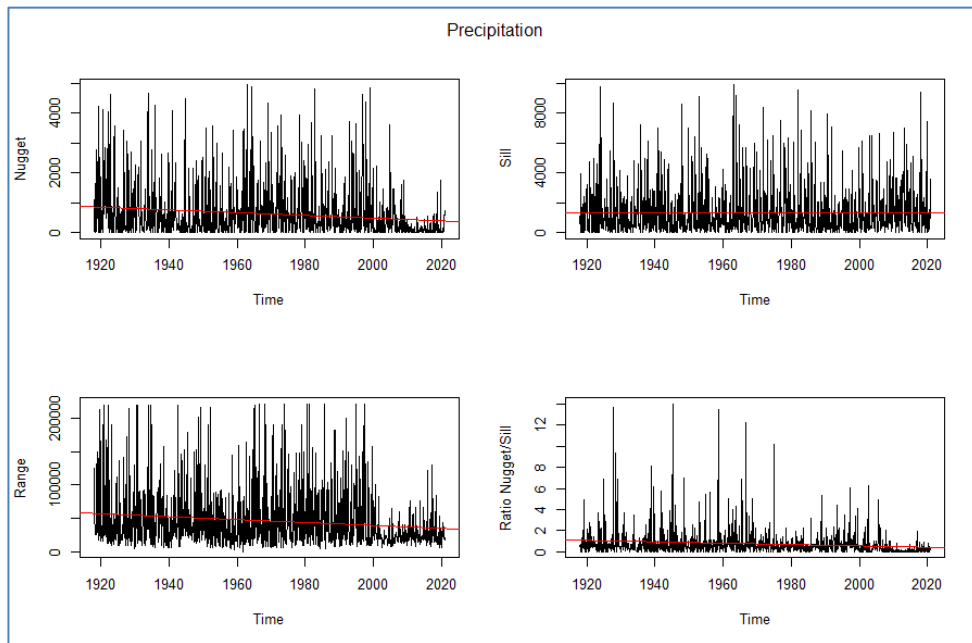 Precipitation
Nugget
0 2000 4000
1920 1940 1960 1980 2000 2020
Time
Sill
0 4000 8000
1920 1940 1960 1980 2000 2020
Time
Range
0 100000 200000
1920 1940 1960 1980 2000 2020
Time
Ratio Nugget/Sill
0 2 4 6 8 12
1920 1940 1960 1980 2000 2020
Time